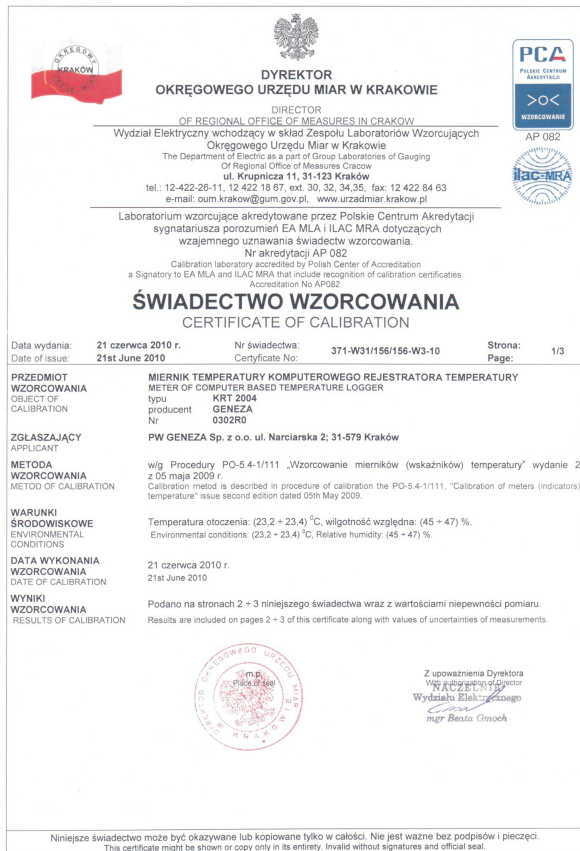 OKRĘGOWY
KRAKÓW
PCA
POLSKIE CENTRUM
AKREDYTACJI
WZORCOWANIE
AP 082
ilac-MRA
DYREKTOR
OKRĘGOWEGO URZĘDU MIAR W KRAKOWIE
DIRECTOR
OF REGIONAL OFFICE OF MEASURES IN CRAKOW
Wydział Elektryczny wchodzący w skład Zespołu Laboratoriów Wzorcujących
Okręgowego Urzędu Miar w Krakowie
The Department of Electric as a part of Group Laboratories of Gauging
Of Regional Office of Measures Cracow
ul. Krupnicza 11, 31-123 Kraków
tel.: 12-422-26-11, 12 422 18 67, ext. 30, 32, 34,35, fax: 12 422 84 63
e-mail: oum.krakow@gum.gov.pl, www.urzadmiar.krakow.pl
Laboratorium wzorcujące akredytowane przez Polskie Centrum Akredytacji
sygnatariusza porozumień EA MLA i ILAC MRA dotyczących
wzajemnego uznawania świadectw wzorcowania.
Nr akredytacji AP 082
Calibration laboratory accredited by Polish Center of Accreditation
a Signatory to EA MLA and ILAC MRA that include recognition of calibration certificaties.
Accreditation No AP082.
ŚWIADECTWO WZORCOWANIA
CERTIFICATE OF CALIBRATION
Data wydania: 21 czerwca 2010 r. Nr świadectwa: 371-W31/156/156-W3-10 Strona: 1/3
Date of issue: 21st June 2010 Certyficate No: Page:
PRZEDMIOT WZORCOWANIA
OBJECT OF CALIBRATION
MIERNIK TEMPERATURY KOMPUTEROWEGO REJESTRATORA TEMPERATURY
METER OF COMPUTER BASED TEMPERATURE LOGGER
typu KRT 2004
producent GENEZA
Nr 0302R0
ZGŁASZAJĄCY
APPLICANT
PW GENEZA Sp. z o.o. ul. Narciarska 2; 31-579 Kraków
METODA
WZORCOWANIA
METOD OF CALIBRATION
w/g Procedury PO-5.4-1/111 „Wzorcowanie mierników (wskaźników) temperatury" wydanie 2
z 05 maja 2009 r.
Calibration metod is described in procedure of calibration the PO-5.4-1/111, "Calibration of meters (indicators)
temperature" issue second edition dated 05th May 2009.
WARUNKI
ŚRODOWISKOWE
ENVIRONMENTAL
CONDITIONS
Temperatura otoczenia: (23,2 ÷ 23,4) ⁰C, wilgotność względna: (45 ÷ 47) %.
Environmental conditions: (23,2 ÷ 23,4) ⁰C, Relative humidity: (45 ÷ 47) %.
DATA WYKONANIA
WZORCOWANIA
DATE OF CALIBRATION
21 czerwca 2010 r.
21st June 2010
WYNIKI
WZORCOWANIA
RESULTS OF CALIBRATION
Podano na stronach 2 ÷ 3 niniejszego świadectwa wraz z wartościami niepewności pomiaru.
Results are included on pages 2 ÷ 3 of this certificate along with values of uncertainties of measurements.
DYREKTOR OKRĘGOWEGO URZĘDU MIAR
W KRAKOWIE
m.p.
Place of seal
Z upoważnienia Dyrektora
With authorization of Director
NACZELNIK
Wydziału Elektrycznego
mgr Beata Gmoch
Niniejsze świadectwo może być okazywane lub kopiowane tylko w całości. Nie jest ważne bez podpisów i pieczęci.
This certificate might be shown or copy only in its entirety. Invalid without signatures and official seal.